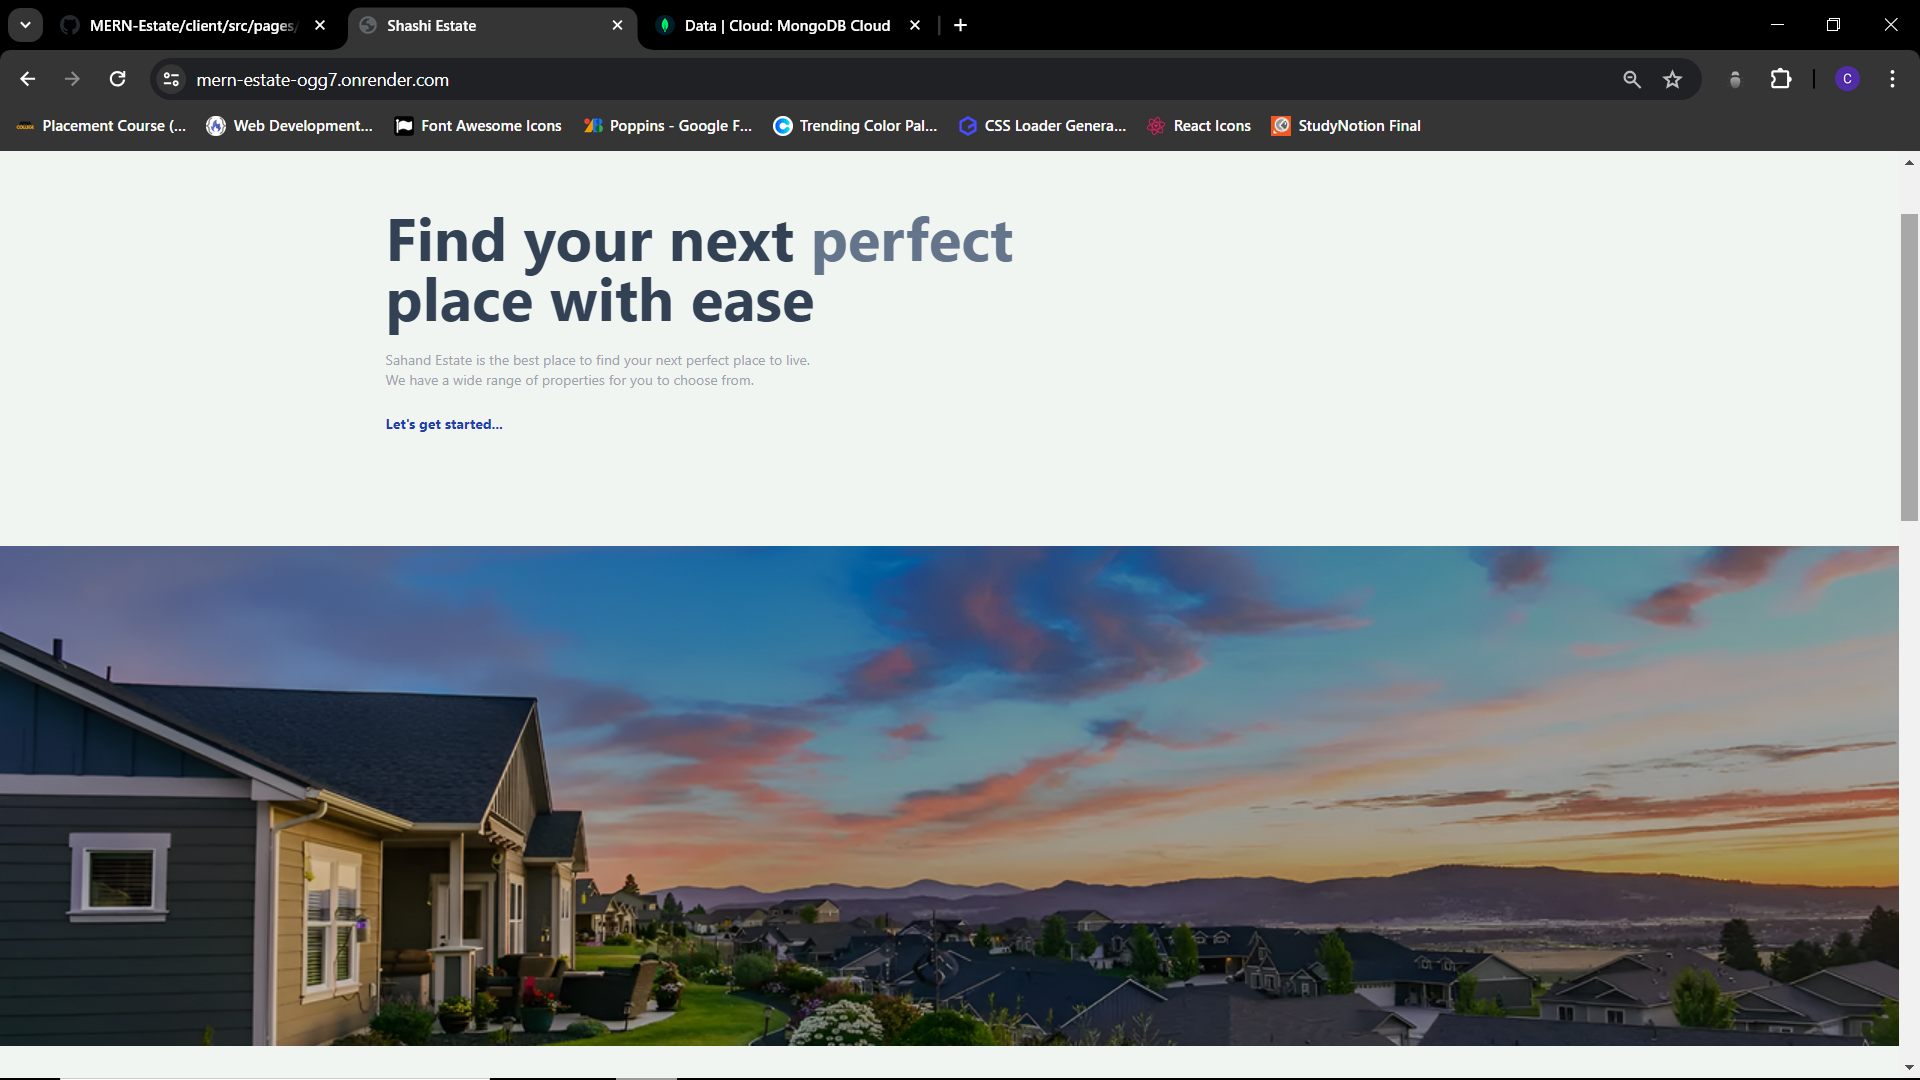 MERN-Estate/client/src/pages/
Shashi Estate
Data | Cloud: MongoDB Cloud
mern-estate-ogg7.onrender.com
C
Placement Course (...
Web Development...
Font Awesome Icons
Poppins - Google F...
Trending Color Pal...
CSS Loader Genera...
React Icons
StudyNotion Final
Find your next perfect
place with ease
Sahand Estate is the best place to find your next perfect place to live.
We have a wide range of properties for you to choose from.
Let's get started...